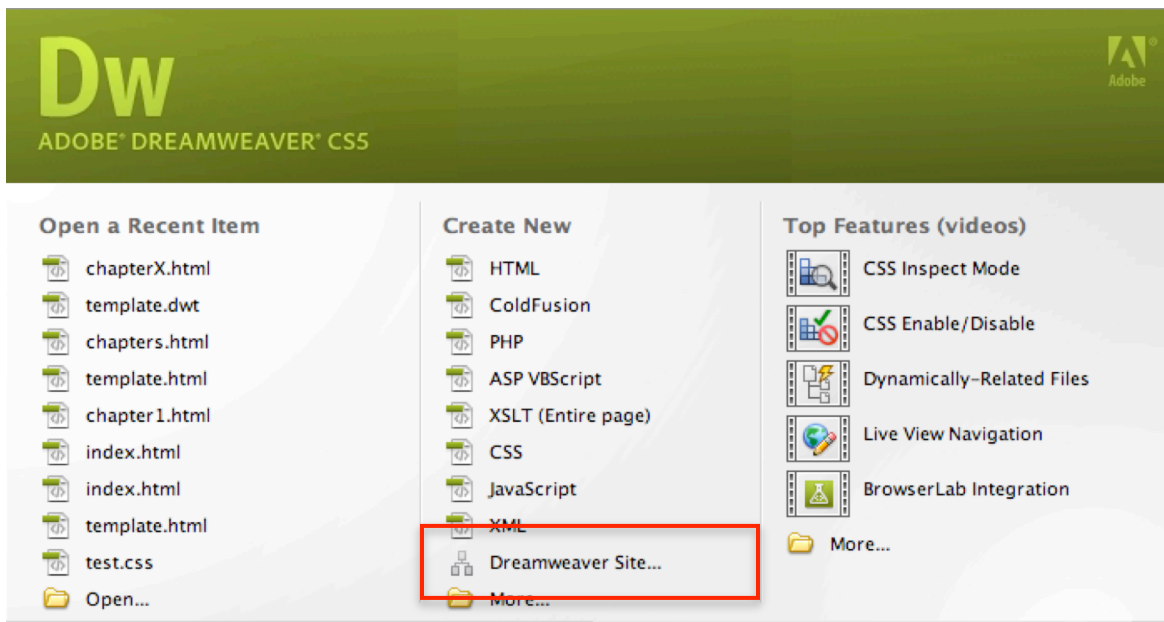 Dw
Adobe
ADOBE® DREAMWEAVER® CS5
Open a Recent Item
chapterX.html
template.dwt
chapters.html
template.html
chapter1.html
index.html
index.html
template.html
test.css
Open...
Create New
HTML
ColdFusion
PHP
ASP VBScript
XSLT (Entire page)
CSS
JavaScript
XML
Dreamweaver Site...
More...
Top Features (videos)
CSS Inspect Mode
CSS Enable/Disable
Dynamically-Related Files
Live View Navigation
BrowserLab Integration
More...